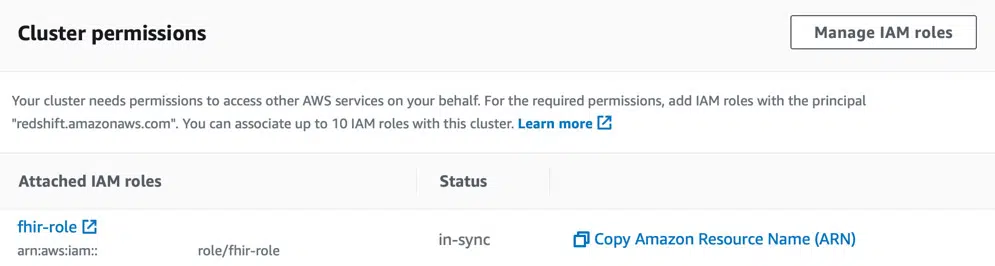 Cluster permissions
Manage IAM roles
Your cluster needs permissions to access other AWS services on your behalf. For the required permissions, add IAM roles with the principal
"redshift.amazonaws.com". You can associate up to 10 IAM roles with this cluster. Learn more
Attached IAM roles
Status
fhir-role
arn:aws:iam:: role/fhir-role
in-sync
Copy Amazon Resource Name (ARN)